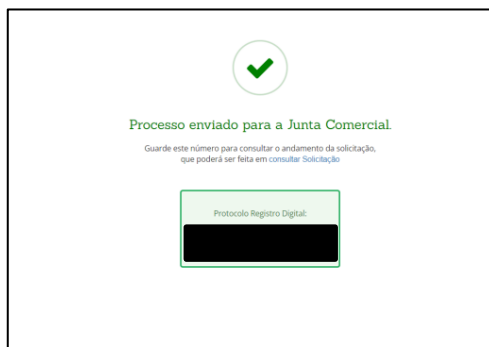 Processo enviado para a Junta Comercial.
Guarde este número para consultar o andamento da solicitação,
que poderá ser feita em consultar Solicitação
Protocolo Registro Digital: